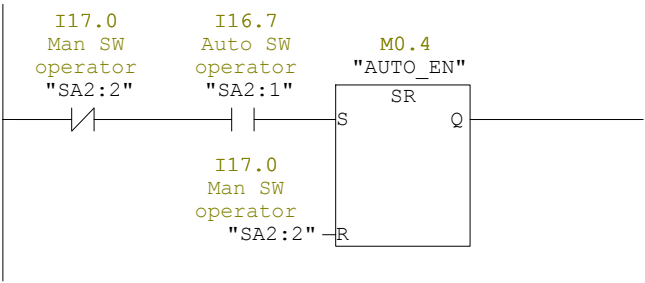 I17.0
Man SW
operator
"SA2:2"
I16.7
Auto SW
operator
"SA2:1"
M0.4
"AUTO_EN"
SR
S
Q
I17.0
Man SW
operator
"SA2:2"
R